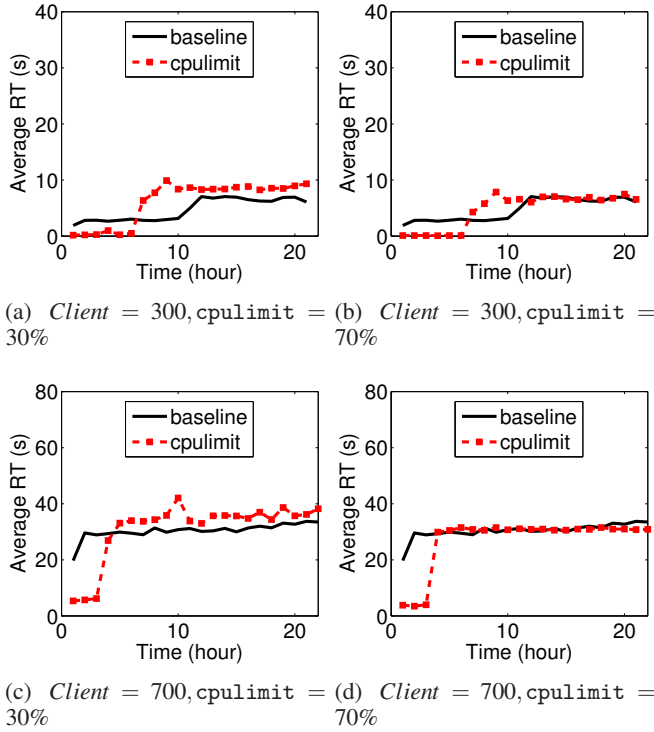 40
30
20
10
0
0 10 20
Average RT (s)
Time (hour)
baseline
cpulimit
40
30
20
10
0
0 10 20
Average RT (s)
Time (hour)
baseline
cpulimit
(a) Client = 300, cpulimit =
30%
(b) Client = 300, cpulimit =
70%
80
60
40
20
0
0 10 20
Average RT (s)
Time (hour)
baseline
cpulimit
80
60
40
20
0
0 10 20
Average RT (s)
Time (hour)
baseline
cpulimit
(c) Client = 700, cpulimit =
30%
(d) Client = 700, cpulimit =
70%